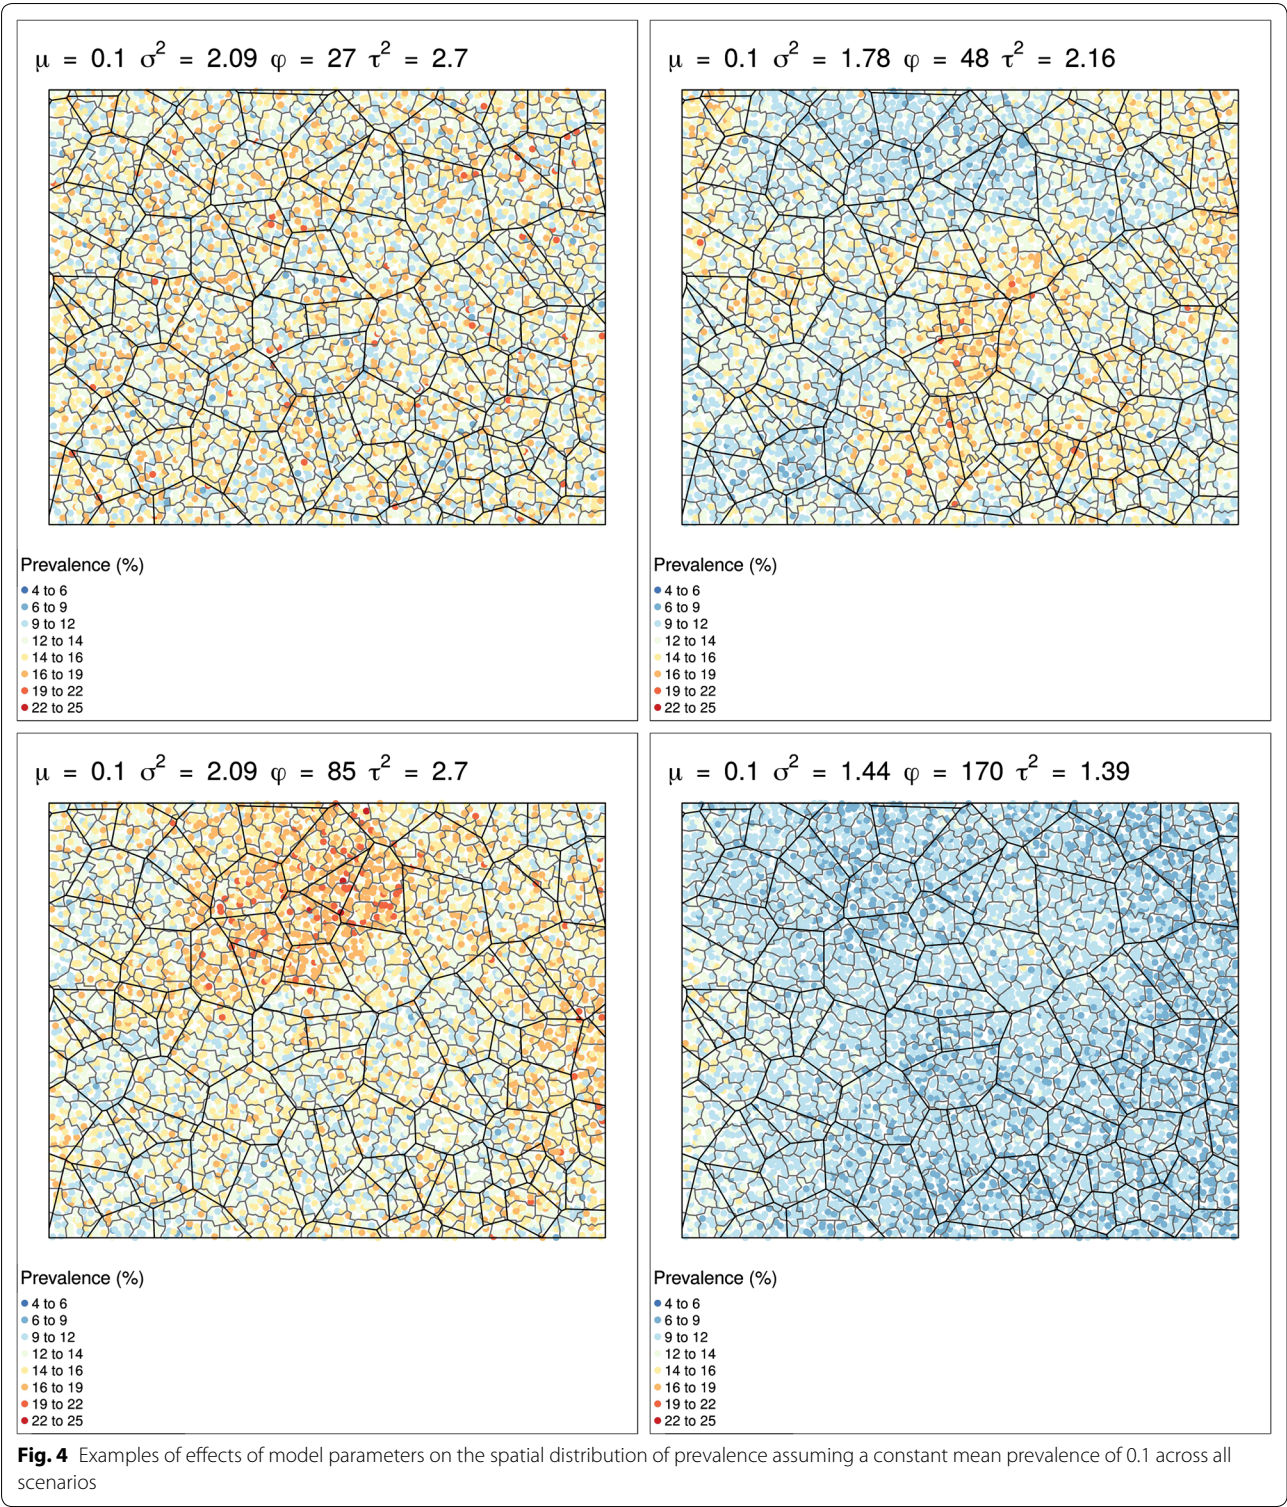 μ = 0.1 σ² = 2.09 φ = 27 τ² = 2.7
Prevalence (%)
4 to 6
6 to 9
9 to 12
12 to 14
14 to 16
16 to 19
19 to 22
22 to 25
μ = 0.1 σ² = 1.78 φ = 48 τ² = 2.16
Prevalence (%)
4 to 6
6 to 9
9 to 12
12 to 14
14 to 16
16 to 19
19 to 22
22 to 25
μ = 0.1 σ² = 2.09 φ = 85 τ² = 2.7
Prevalence (%)
4 to 6
6 to 9
9 to 12
12 to 14
14 to 16
16 to 19
19 to 22
22 to 25
μ = 0.1 σ² = 1.44 φ = 170 τ² = 1.39
Prevalence (%)
4 to 6
6 to 9
9 to 12
12 to 14
14 to 16
16 to 19
19 to 22
22 to 25
Fig. 4 Examples of effects of model parameters on the spatial distribution of prevalence assuming a constant mean prevalence of 0.1 across all
scenarios